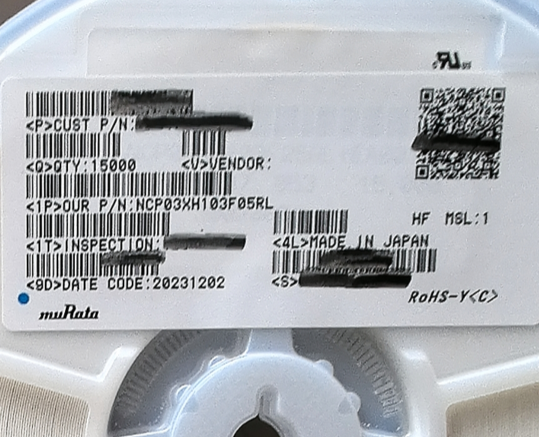 RU
<P>CUST P/N:
<Q>QTY:15000 <V>VENDOR:
<1P>OUR P/N:NCP03XH103F05RL
HF MSL:1
<1T>INSPECTION: <4L>MADE IN JAPAN
<9D>DATE CODE:20231202 <S>
RoHS-Y<C>
muRata